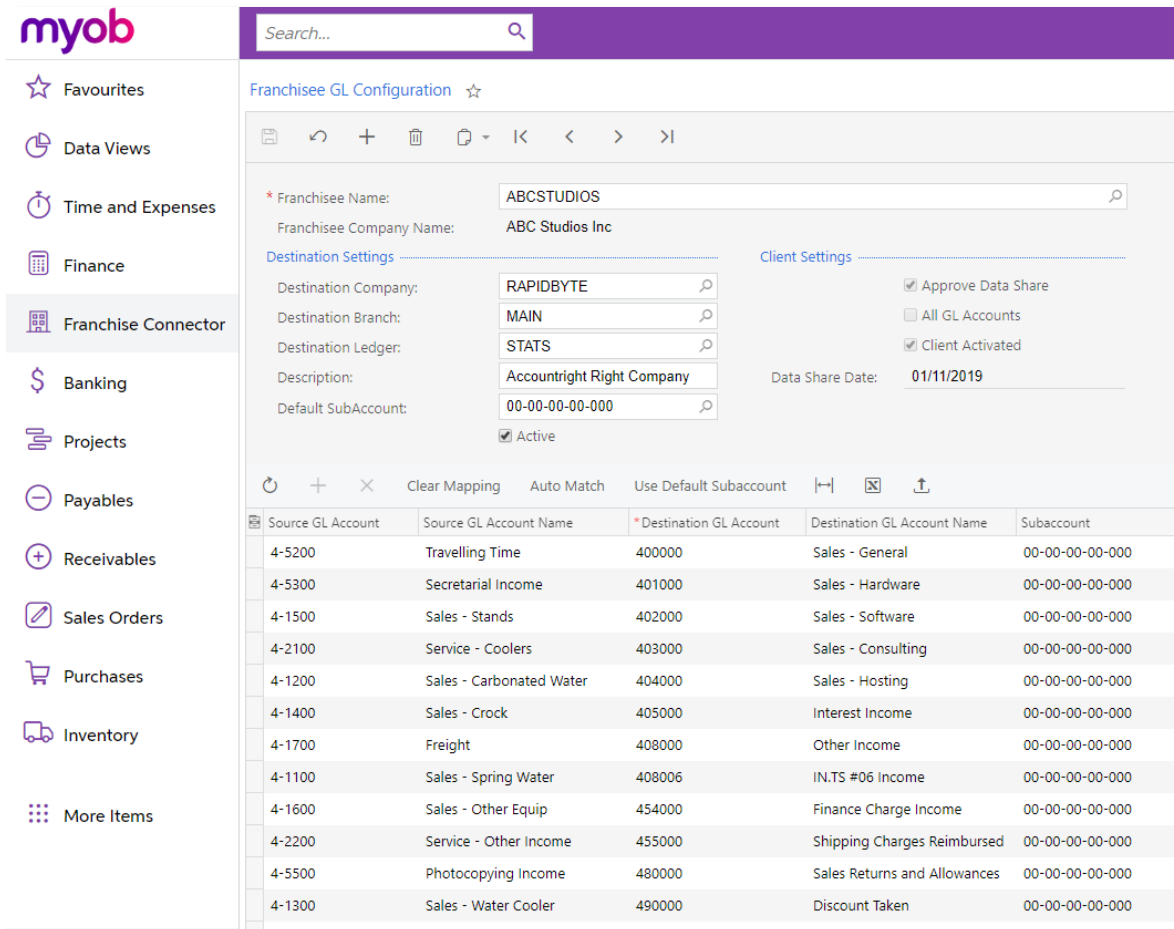 myob
Search...
Favourites
Data Views
Time and Expenses
Finance
Franchise Connector
Banking
Projects
Payables
Receivables
Sales Orders
Purchases
Inventory
More Items
Franchisee GL Configuration
* Franchisee Name: ABCSTUDIOS
Franchisee Company Name: ABC Studios Inc
Destination Settings
Destination Company: RAPIDBYTE
Destination Branch: MAIN
Destination Ledger: STATS
Description: Accountright Right Company
Default SubAccount: 00-00-00-00-000
Active
Client Settings
Approve Data Share
All GL Accounts
Client Activated
Data Share Date: 01/11/2019
Clear Mapping Auto Match Use Default Subaccount
Source GL Account Source GL Account Name * Destination GL Account Destination GL Account Name Subaccount
4-5200 Travelling Time 400000 Sales - General 00-00-00-00-000
4-5300 Secretarial Income 401000 Sales - Hardware 00-00-00-00-000
4-1500 Sales - Stands 402000 Sales - Software 00-00-00-00-000
4-2100 Service - Coolers 403000 Sales - Consulting 00-00-00-00-000
4-1200 Sales - Carbonated Water 404000 Sales - Hosting 00-00-00-00-000
4-1400 Sales - Crock 405000 Interest Income 00-00-00-00-000
4-1700 Freight 408000 Other Income 00-00-00-00-000
4-1100 Sales - Spring Water 408006 IN.TS #06 Income 00-00-00-00-000
4-1600 Sales - Other Equip 454000 Finance Charge Income 00-00-00-00-000
4-2200 Service - Other Income 455000 Shipping Charges Reimbursed 00-00-00-00-000
4-5500 Photocopying Income 480000 Sales Returns and Allowances 00-00-00-00-000
4-1300 Sales - Water Cooler 490000 Discount Taken 00-00-00-00-000